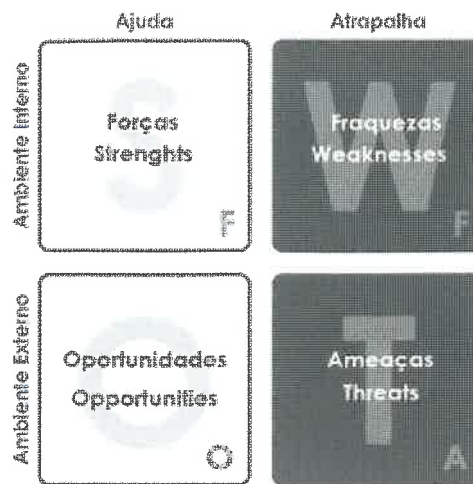 Ajuda
Atrapalha
Ambiente Interno
S
Forças
Strenghts
F
W
Fraquezas
Weaknesses
F
Ambiente Externo
O
Oportunidades
Opportunities
O
T
Ameaças
Threats
A